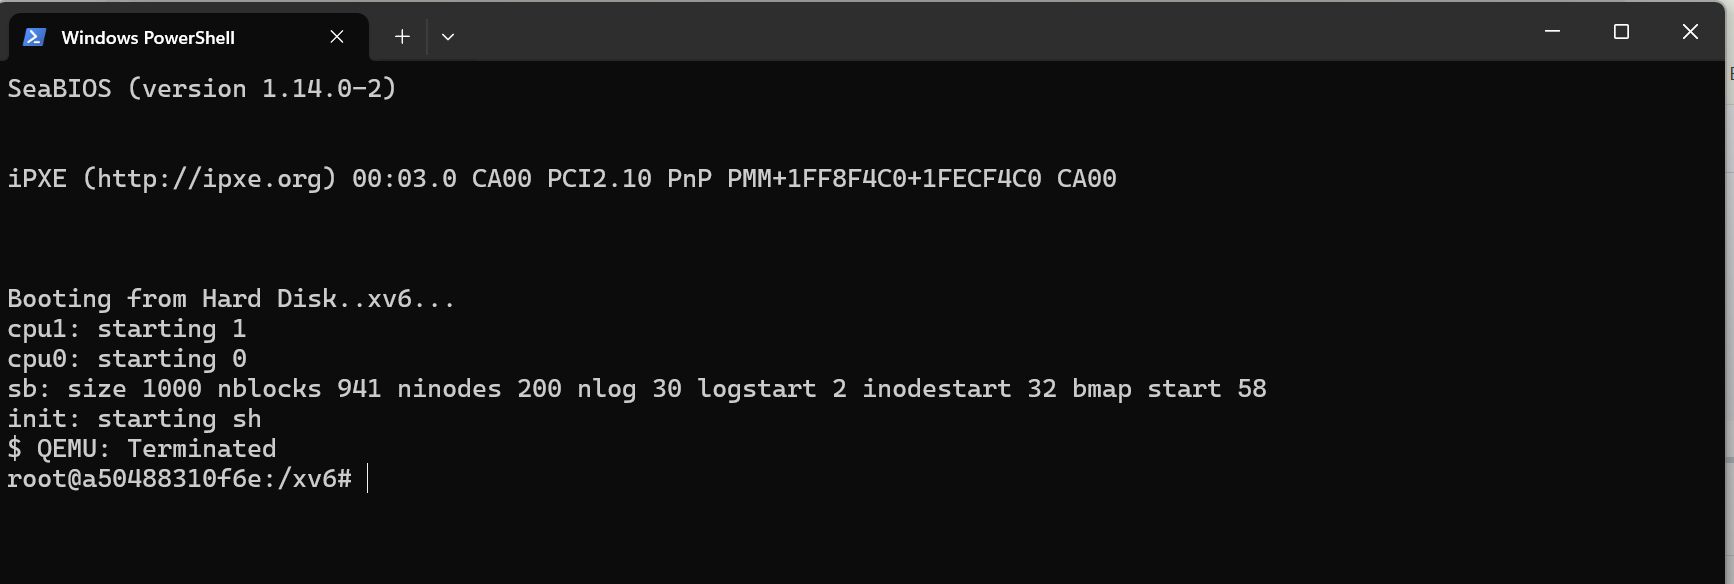 Windows PowerShell
SeaBIOS (version 1.14.0-2)
iPXE (http://ipxe.org) 00:03.0 CA00 PCI2.10 PnP PMM+1FF8F4C0+1FECF4C0 CA00
Booting from Hard Disk..xv6...
cpu1: starting 1
cpu0: starting 0
sb: size 1000 nblocks 941 ninodes 200 nlog 30 logstart 2 inodestart 32 bmap start 58
init: starting sh
$ QEMU: Terminated
root@a50488310f6e:/xv6#